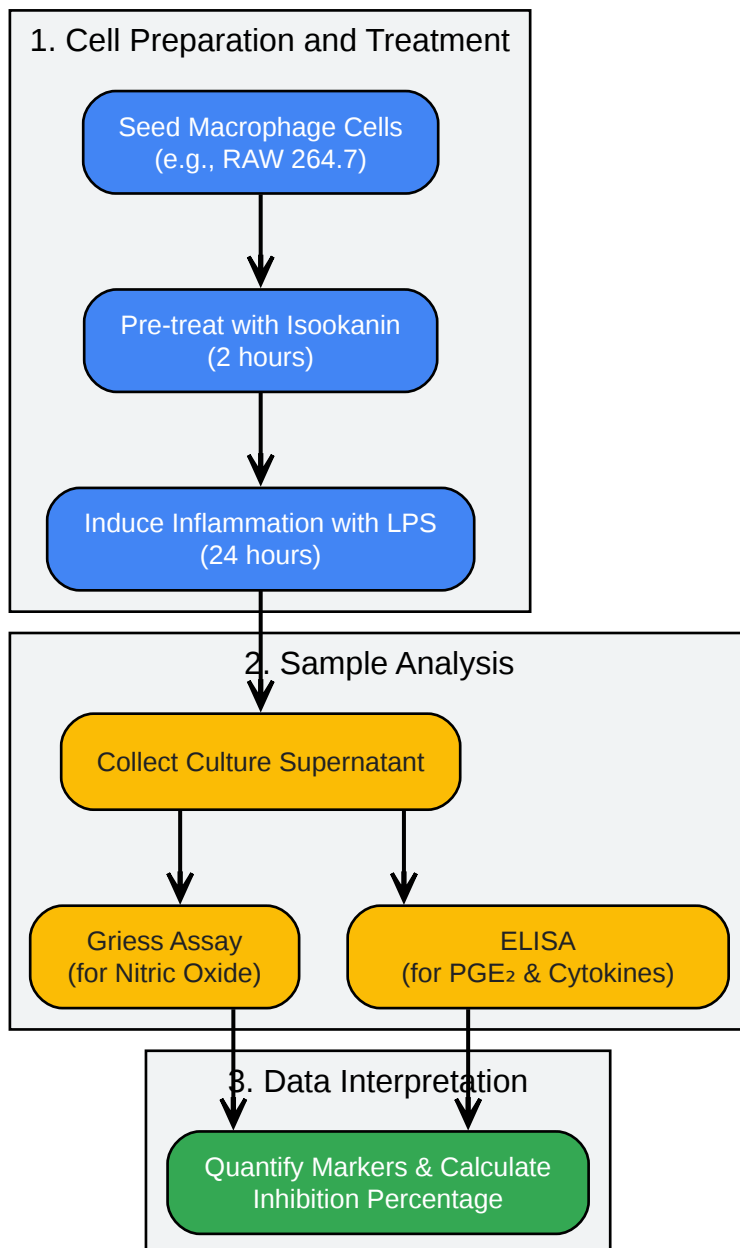 1. Cell Preparation and Treatment
Seed Macrophage Cells
(e.g., RAW 264.7)
Pre-treat with Isookanin
(2 hours)
Induce Inflammation with LPS
(24 hours)
2. Sample Analysis
Collect Culture Supernatant
Griess Assay
(for Nitric Oxide)
ELISA
(for PGE₂ & Cytokines)
3. Data Interpretation
Quantify Markers & Calculate
Inhibition Percentage